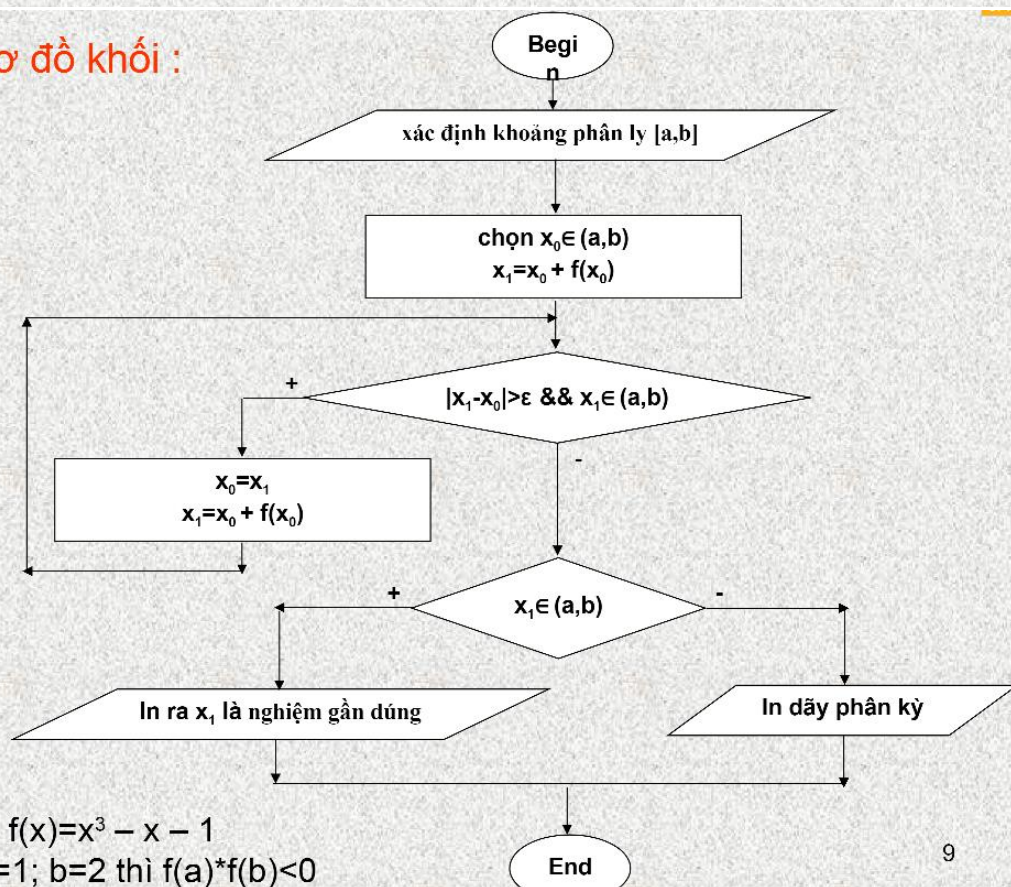 ơ đồ khối :
Begi
n
xác định khoảng phân ly [a,b]
chọn x₀∈ (a,b)
x₁=x₀ + f(x₀)
|x₁-x₀|>ε && x₁∈ (a,b)
+
-
x₀=x₁
x₁=x₀ + f(x₀)
x₁∈ (a,b)
+
-
In ra x₁ là nghiệm gần dúng
In dãy phân kỳ
f(x)=x³ – x – 1
=1; b=2 thì f(a)*f(b)<0
End
9